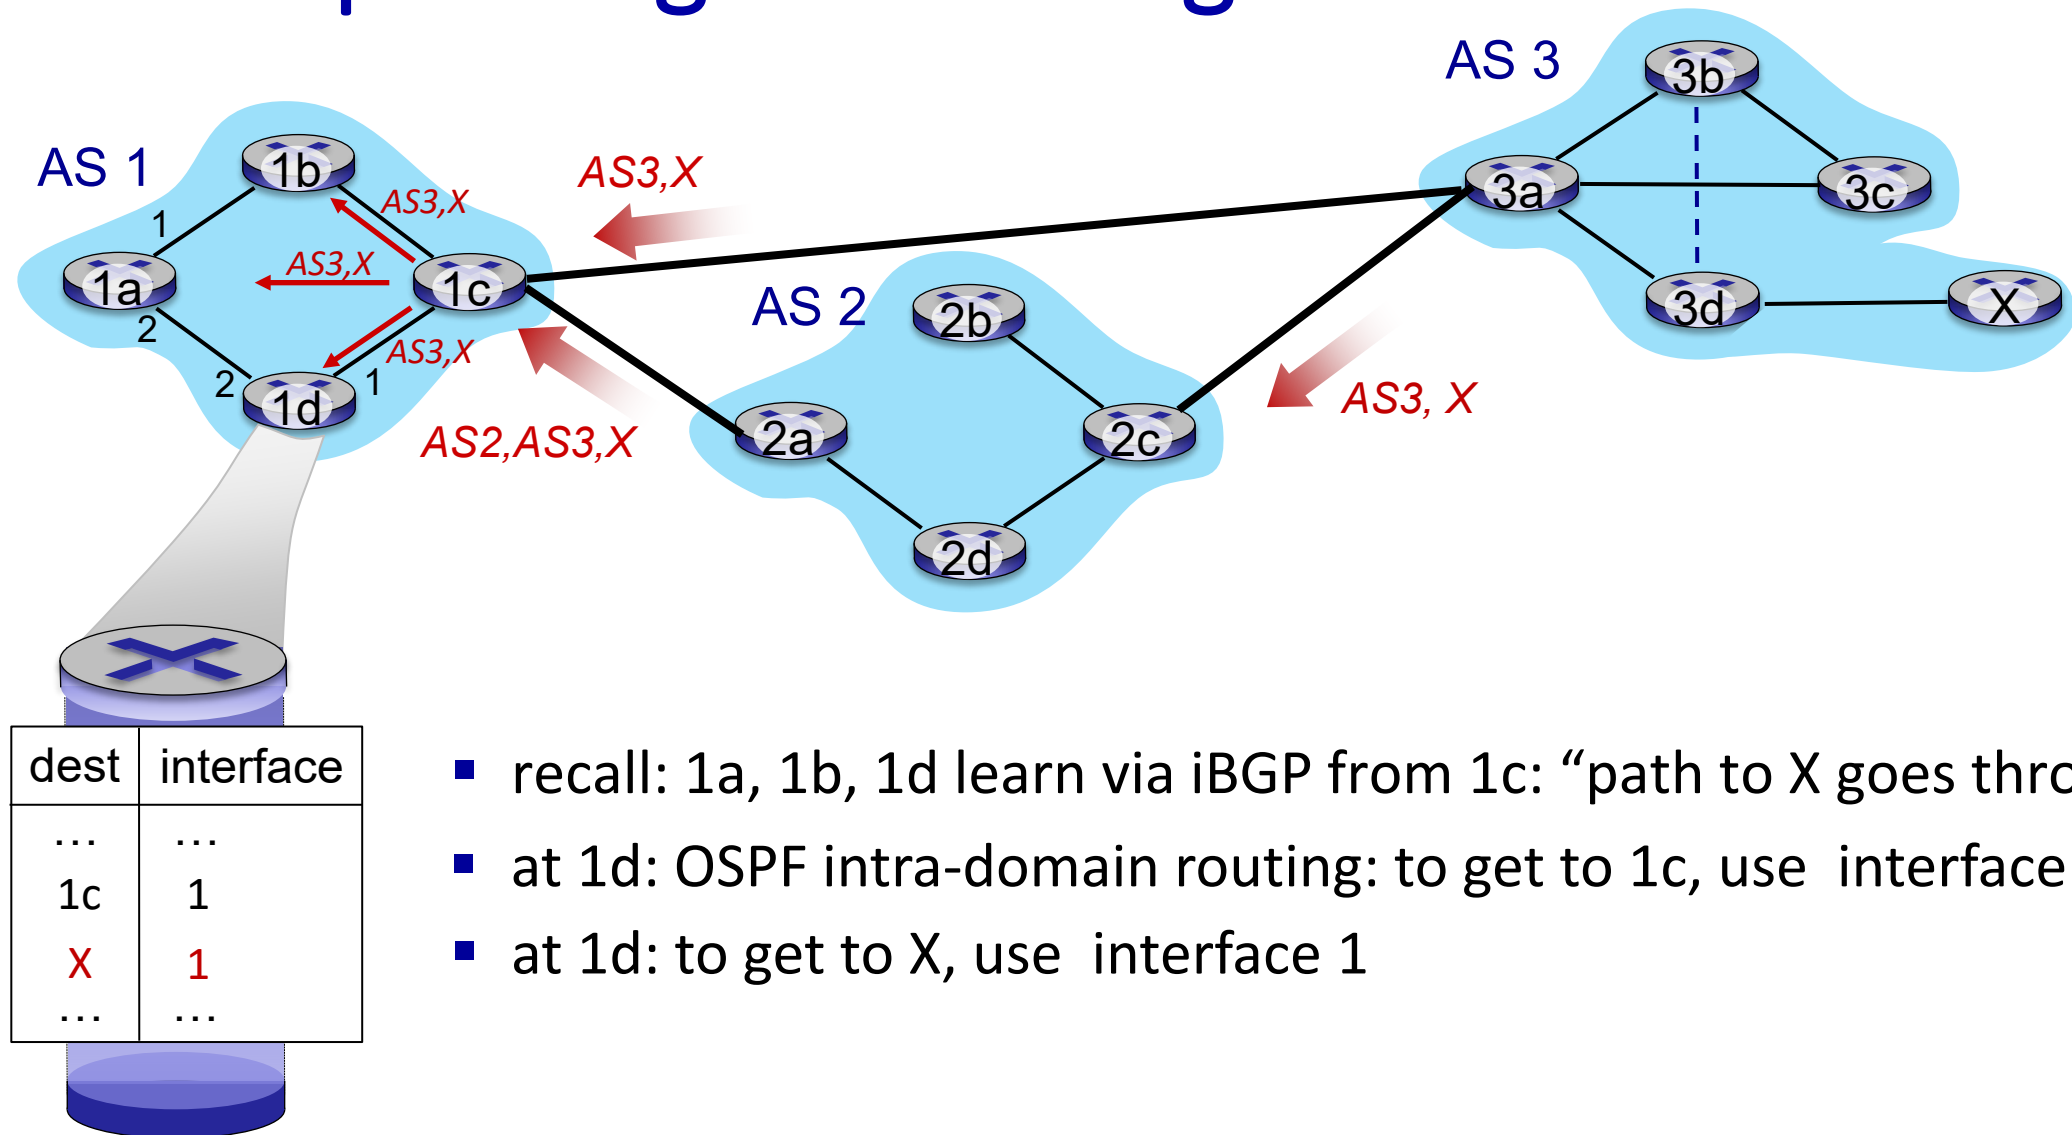 AS 3
3b
AS 1
1b
AS3,X
AS3,X
3a
3c
1
AS3,X
1a
1c
AS 2
2b
3d
X
2
2
1
AS3,X
1d
AS3, X
AS2,AS3,X
2a
2c
2d
dest interface
... ...
1c 1
X 1
... ...
▪ recall: 1a, 1b, 1d learn via iBGP from 1c: “path to X goes
▪ at 1d: OSPF intra-domain routing: to get to 1c, use interface
▪ at 1d: to get to X, use interface 1